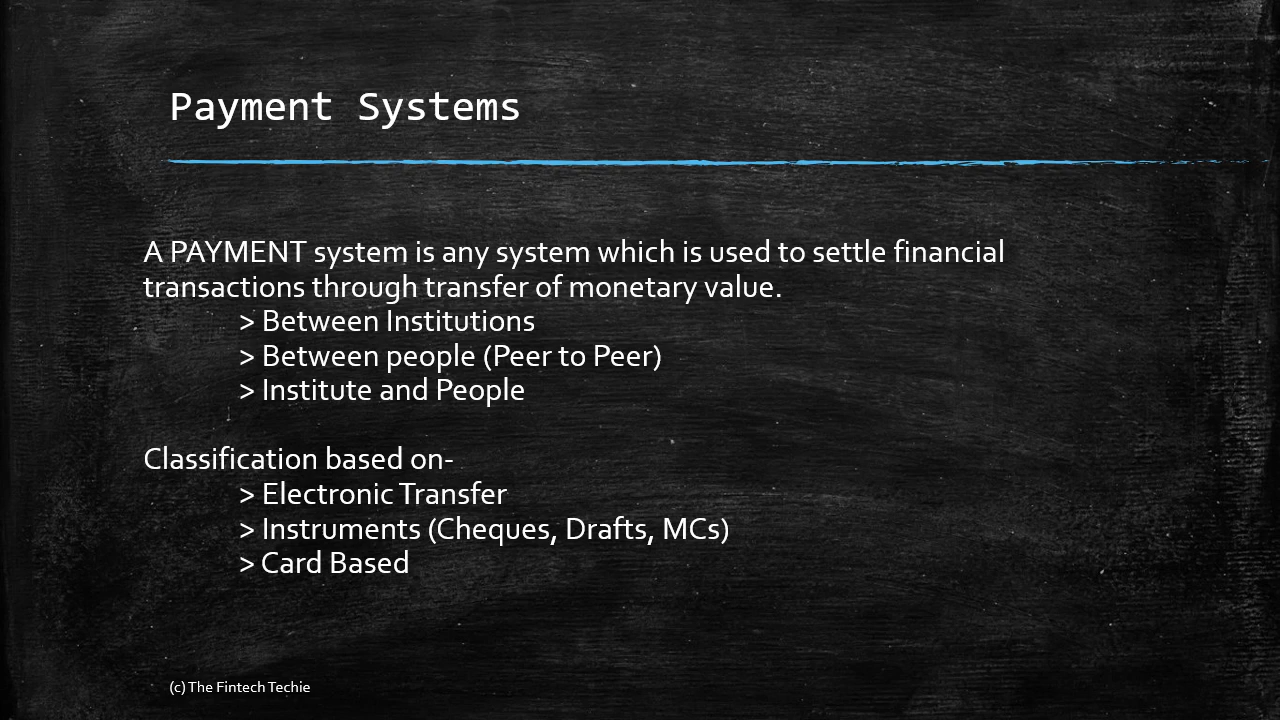 Payment Systems
A PAYMENT system is any system which is used to settle financial
transactions through transfer of monetary value.
> Between Institutions
> Between people (Peer to Peer)
> Institute and People
Classification based on-
> Electronic Transfer
> Instruments (Cheques, Drafts, MCs)
> Card Based
(c) The Fintech Techie